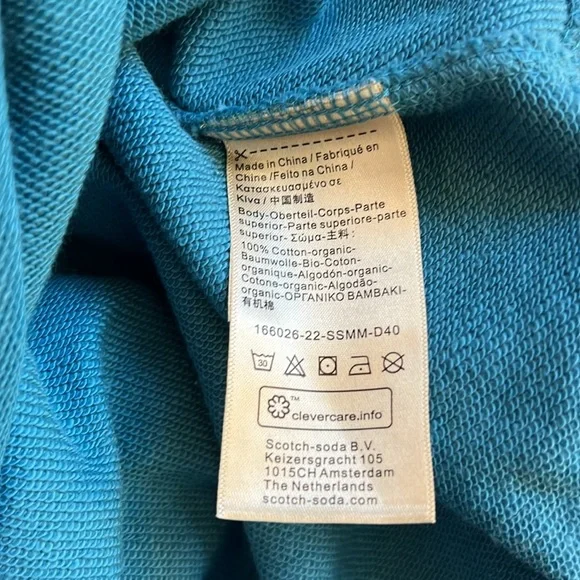 Made in China / Fabriqué en
Chine / Feito na China /
Κατασκευασμένο σε
Κίνα / 中国制造
Body-Oberteil-Corps-Parte
superior-Parte superiore-parte
superior- Σώμα-主料 :
100% Cotton-organic-
Baumwolle-Bio-Coton-
organique-Algodón-organic-
Cotone-organic-Algodão-
organic-ΟΡΓΑΝΙΚΟ ΒΑΜΒΑΚΙ-
有机棉
166026-22-SSMM-D40
30
™
clevercare.info
Scotch-soda B.V.
Keizersgracht 105
1015CH Amsterdam
The Netherlands
scotch-soda.com